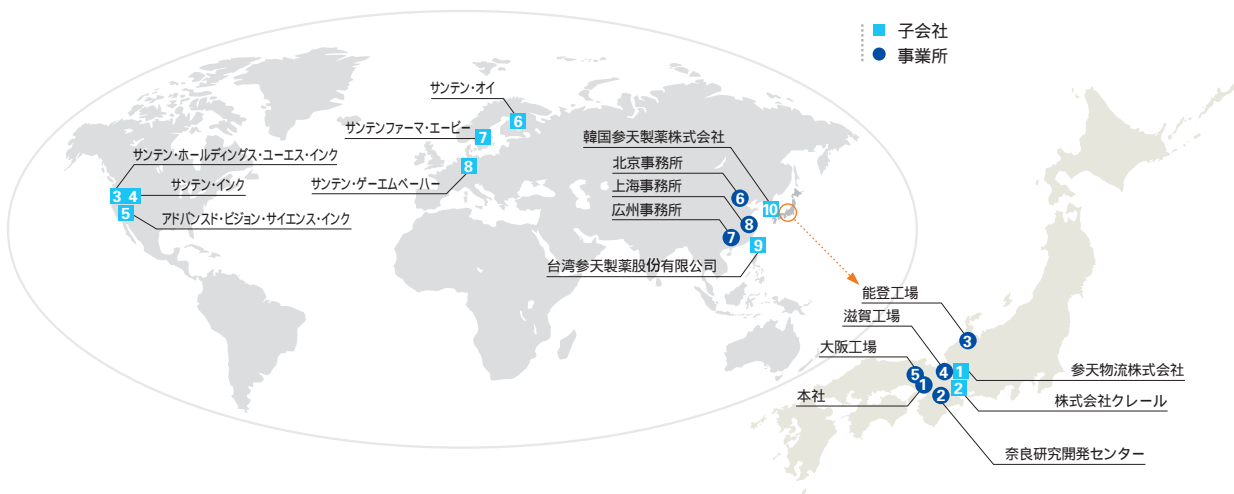 子会社
事業所
サンテン・オイ
6
サンテンファーマ・エービー
7
韓国参天製薬株式会社
サンテン・ホールディングス・ユーエス・インク
8
北京事務所
サンテン・インク
サンテン・ゲーエムベーハー
上海事務所
3 4
6
アドバンスド・ビジョン・サイエンス・インク
5
広州事務所
10
8
7
9
台湾参天製薬股份有限公司
能登工場
滋賀工場
3
大阪工場
5
4
1
参天物流株式会社
本社
1
2
2
株式会社クレール
奈良研究開発センター